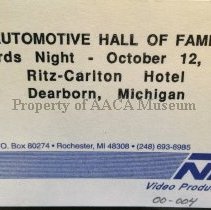 AUTOMOTIVE HALL OF FAME
rds Night - October 12,
Ritz-Carlton Hotel
Dearborn, Michigan
Property of AACA Museum
O. Box 80274 • Rochester, MI 48308 • (248) 693-8985
Video Produ
00-004